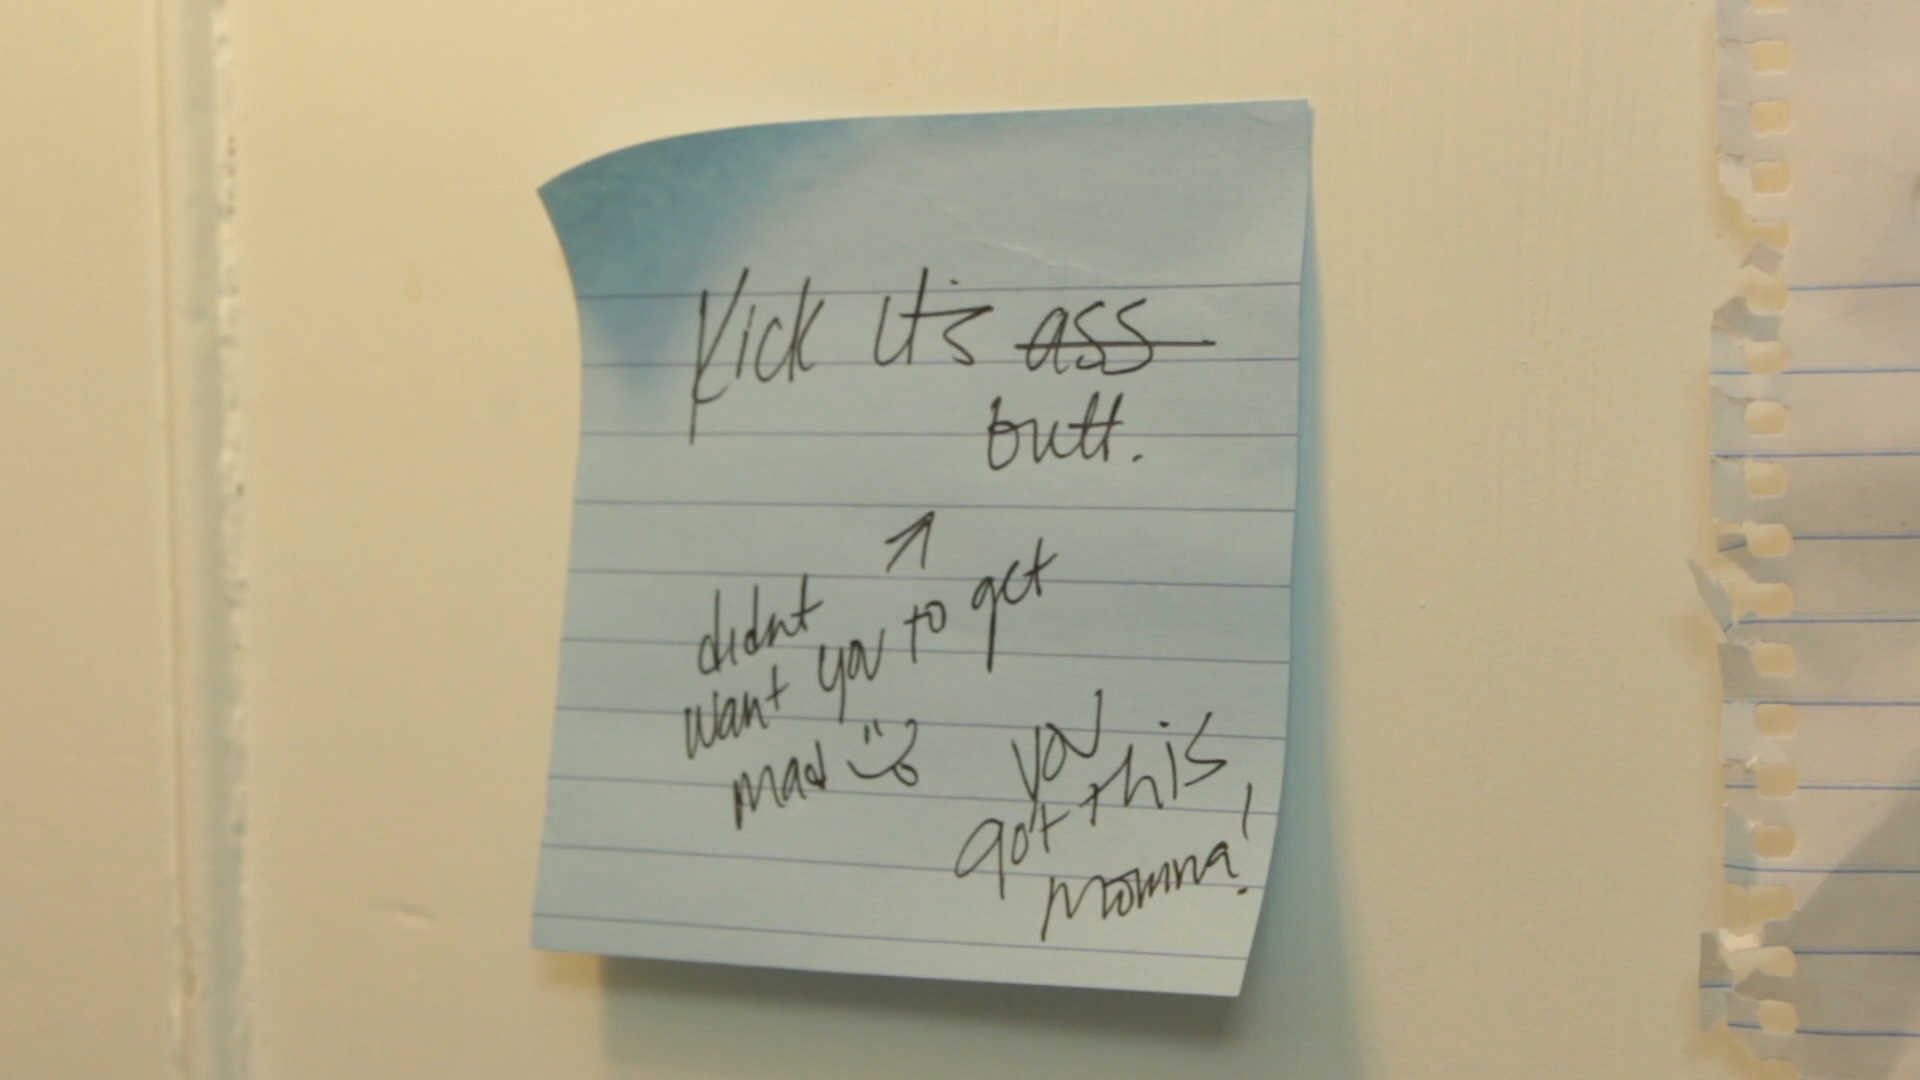 Kick it's ass
butt.
↗
didnt
want you to get
mad
you
got this
momma!